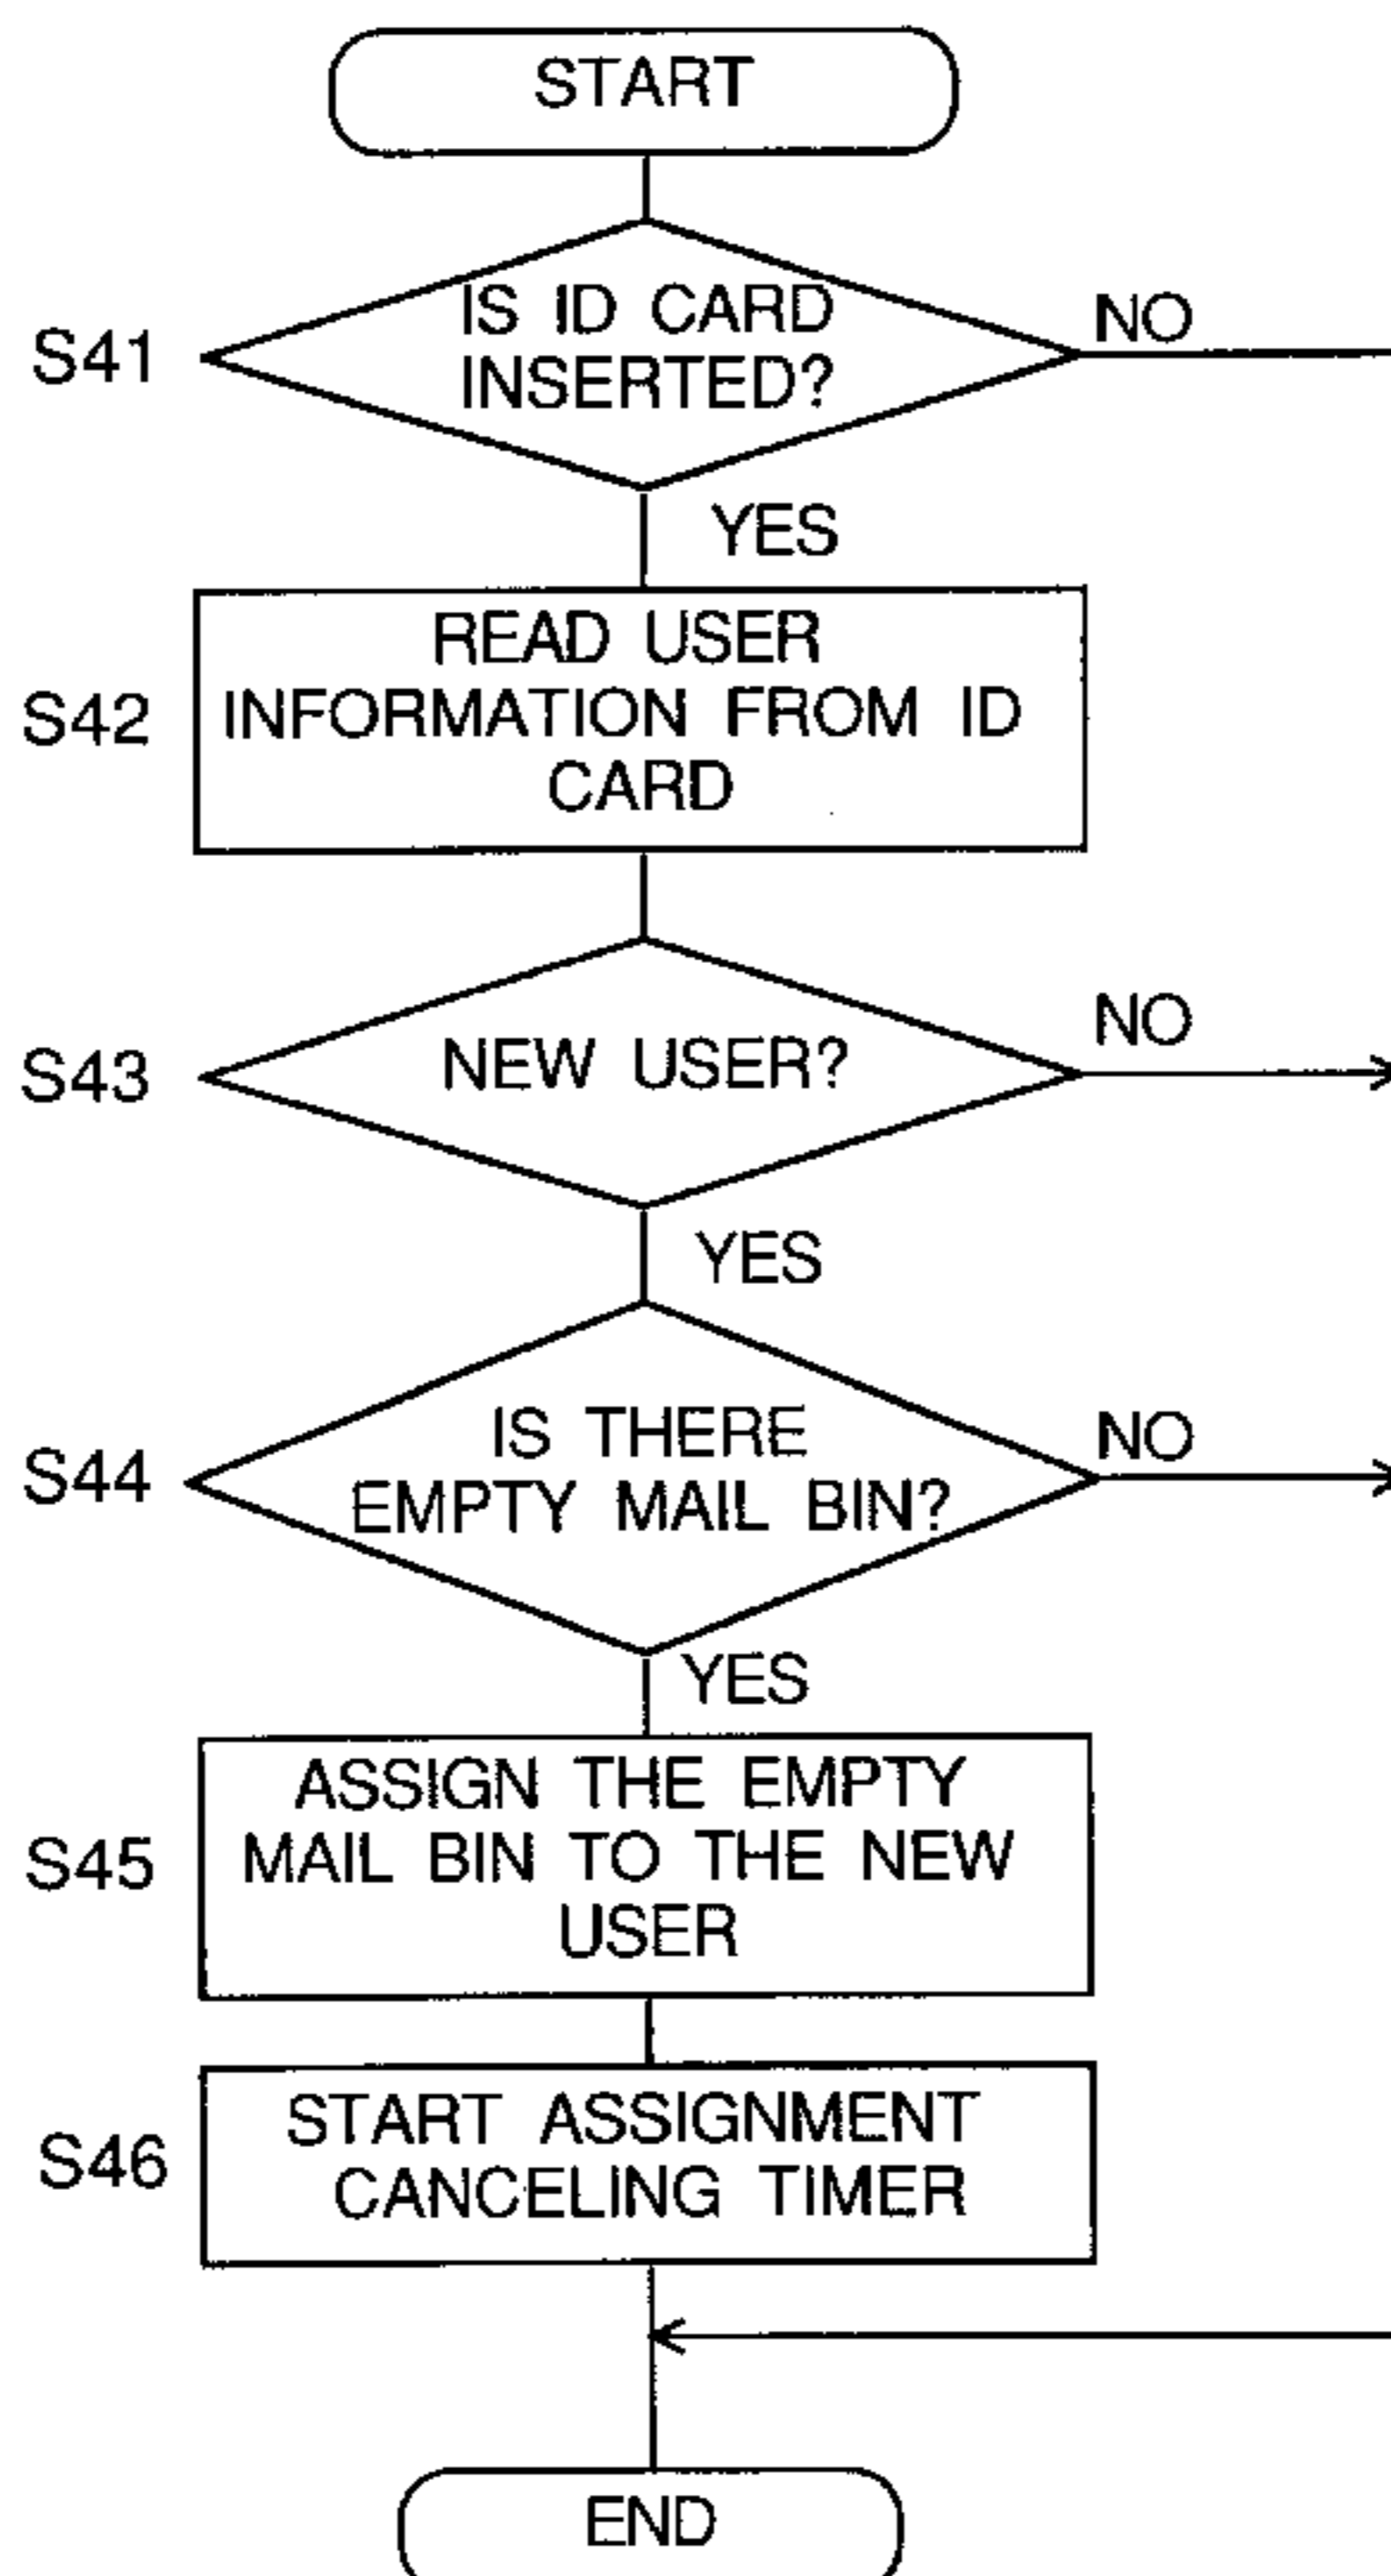 START
S41
IS ID CARD
INSERTED?
NO
YES
S42
READ USER
INFORMATION FROM ID
CARD
S43
NEW USER?
NO
YES
S44
IS THERE
EMPTY MAIL BIN?
NO
YES
S45
ASSIGN THE EMPTY
MAIL BIN TO THE NEW
USER
S46
START ASSIGNMENT
CANCELING TIMER
END